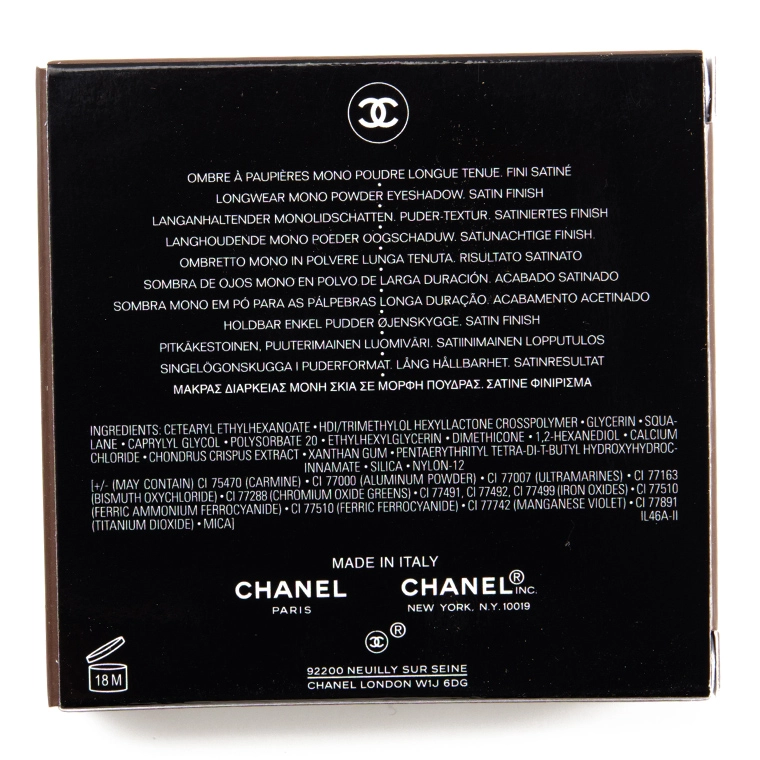 OMBRE À PAUPIÈRES MONO POUDRE LONGUE TENUE. FINI SATINÉ
LONGWEAR MONO POWDER EYESHADOW. SATIN FINISH
LANGANHALTENDER MONOLIDSCHATTEN. PUDER-TEXTUR. SATINIERTES FINISH
LANGHOUDENDE MONO POEDER OOGSCHADUW. SATIJNACHTIGE FINISH.
OMBRETTO MONO IN POLVERE LUNGA TENUTA. RISULTATO SATINATO
SOMBRA DE OJOS MONO EN POLVO DE LARGA DURACIÓN. ACABADO SATINADO
SOMBRA MONO EM PÓ PARA AS PÁLPEBRAS LONGA DURAÇÃO. ACABAMENTO ACETINADO
HOLDBAR ENKEL PUDDER ØJENSKYGGE. SATIN FINISH
PITKÄKESTOINEN, PUUTERIMAINEN LUOMIVÄRI. SATIINIMAINEN LOPPUTULOS
SINGELÖGONSKUGGA I PUDERFORMAT. LÅNG HÅLLBARHET. SATINRESULTAT
ΜΑΚΡΑΣ ΔΙΑΡΚΕΙΑΣ ΜΟΝΗ ΣΚΙΑ ΣΕ ΜΟΡΦΗ ΠΟΥΔΡΑΣ. ΣΑΤΙΝΕ ΦΙΝΙΡΙΣΜΑ
INGREDIENTS: CETEARYL ETHYLHEXANOATE • HDI/TRIMETHYLOL HEXYLLACTONE CROSSPOLYMER • GLYCERIN • SQUA-
LANE • CAPRYLYL GLYCOL • POLYSORBATE 20 • ETHYLHEXYLGLYCERIN • DIMETHICONE • 1,2-HEXANEDIOL • CALCIUM
CHLORIDE • CHONDRUS CRISPUS EXTRACT • XANTHAN GUM • PENTAERYTHRITYL TETRA-DI-T-BUTYL HYDROXYHYDROC-
INNAMATE • SILICA • NYLON-12
[+/- (MAY CONTAIN) CI 75470 (CARMINE) • CI 77000 (ALUMINUM POWDER) • CI 77007 (ULTRAMARINES) • CI 77163
(BISMUTH OXYCHLORIDE) • CI 77288 (CHROMIUM OXIDE GREENS) • CI 77491, CI 77492, CI 77499 (IRON OXIDES) • CI 77510
(FERRIC AMMONIUM FERROCYANIDE) • CI 77510 (FERRIC FERROCYANIDE) • CI 77742 (MANGANESE VIOLET) • CI 77891
(TITANIUM DIOXIDE) • MICA] IL46A-II
MADE IN ITALY
CHANEL CHANEL® INC.
PARIS NEW YORK, N.Y. 10019
®
18 M
92200 NEUILLY SUR SEINE
CHANEL LONDON W1J 6DG